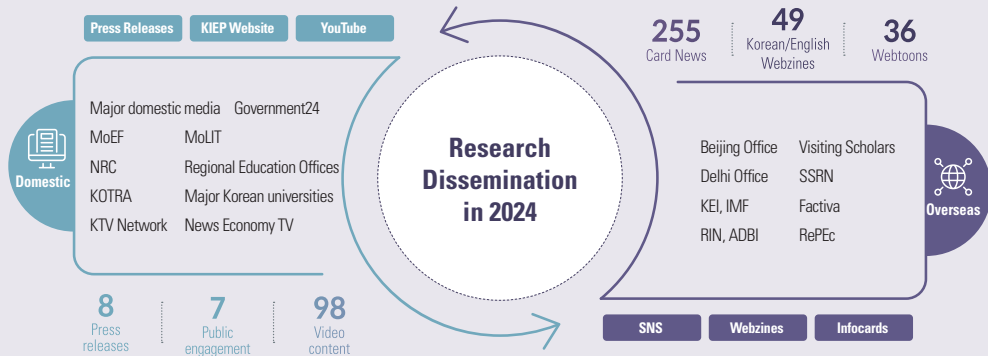 Press Releases
KIEP Website
YouTube
Domestic
Major domestic media Government24
MoEF MoLIT
NRC Regional Education Offices
KOTRA Major Korean universities
KTV Network News Economy TV
8
Press
releases
7
Public
engagement
98
Video
content
Research
Dissemination
in 2024
255
Card News
49
Korean/English
Webzines
36
Webtoons
Beijing Office Visiting Scholars
Delhi Office SSRN
KEI, IMF Factiva
RIN, ADBI RePEc
Overseas
SNS
Webzines
Infocards